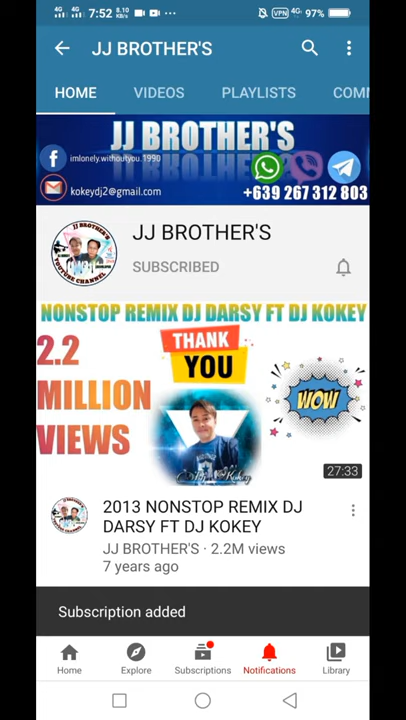 4G 4G 7:52 8.10 KB/s ... VPN 4G 97%
JJ BROTHER'S
HOME VIDEOS PLAYLISTS COMM
JJ BROTHER'S
imlonely.withoutyou.1990
kokeydj2@gmail.com
+639 267 312 803
JJ BROTHER'S
SUBSCRIBED
NONSTOP REMIX DJ DARSY FT DJ KOKEY
2.2
MILLION
VIEWS
THANK
YOU
WOW
27:33
2013 NONSTOP REMIX DJ
DARSY FT DJ KOKEY
JJ BROTHER'S · 2.2M views
7 years ago
Subscription added
Home Explore Subscriptions Notifications Library